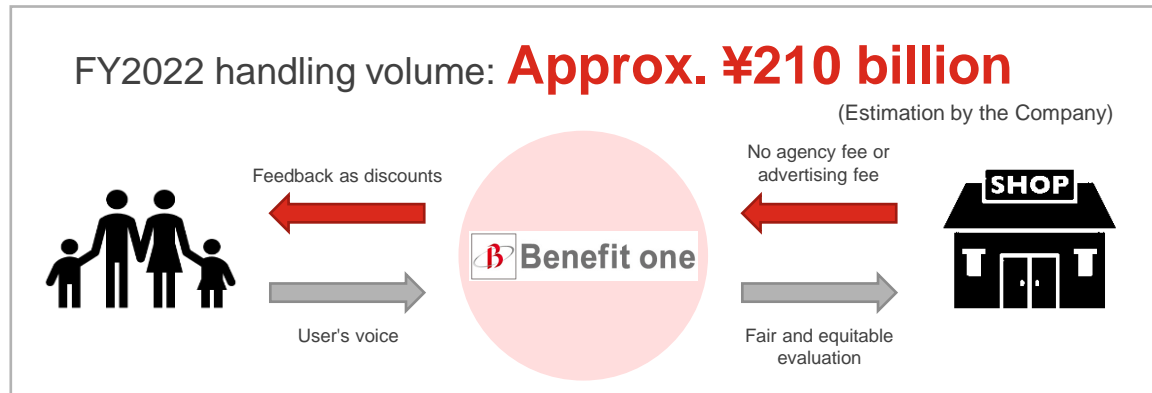 FY2022 handling volume: Approx. ¥210 billion
(Estimation by the Company)
Feedback as discounts
No agency fee or
advertising fee
SHOP
β Benefit one
User's voice
Fair and equitable
evaluation